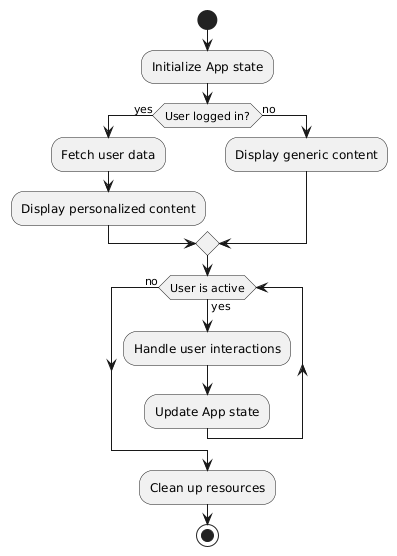 Initialize App state
yes
User logged in?
no
Fetch user data
Display generic content
Display personalized content
no
User is active
yes
Handle user interactions
Update App state
Clean up resources